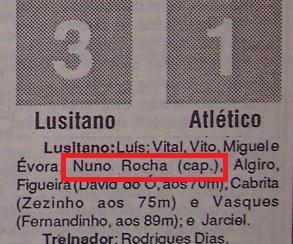 3 1
Lusitano Atlético
Lusitano: Luís; Vital, Vito, Miguel e
Évora, Nuno Rocha (cap.), Algiro,
Figueira (David do Ó, aos 70m), Cabrita
(Zezinho aos 75m) e Vasques
(Fernandinho, aos 89m); e Jarciel.
Treinador: Rodrigues Dias.